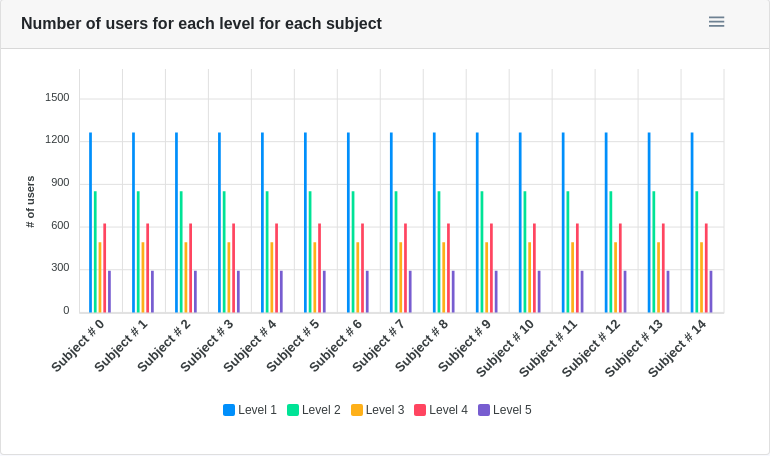 Number of users for each level for each subject
1500
1200
900
600
300
0
# of users
Subject # 0
Subject # 1
Subject # 2
Subject # 3
Subject # 4
Subject # 5
Subject # 6
Subject # 7
Subject # 8
Subject # 9
Subject # 10
Subject # 11
Subject # 12
Subject # 13
Subject # 14
Level 1 Level 2 Level 3 Level 4 Level 5